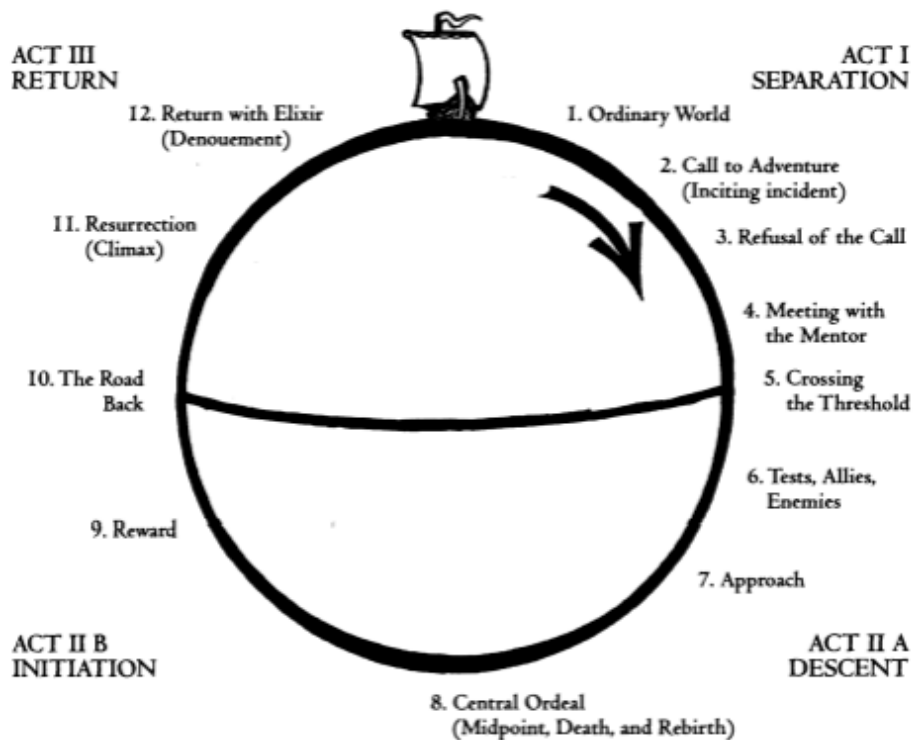 ACT III
RETURN
ACT I
SEPARATION
12. Return with Elixir
(Denouement)
1. Ordinary World
2. Call to Adventure
(Inciting incident)
11. Resurrection
(Climax)
3. Refusal of the Call
4. Meeting with
the Mentor
10. The Road
Back
5. Crossing
the Threshold
6. Tests, Allies,
Enemies
9. Reward
7. Approach
ACT II B
INITIATION
ACT II A
DESCENT
8. Central Ordeal
(Midpoint, Death, and Rebirth)